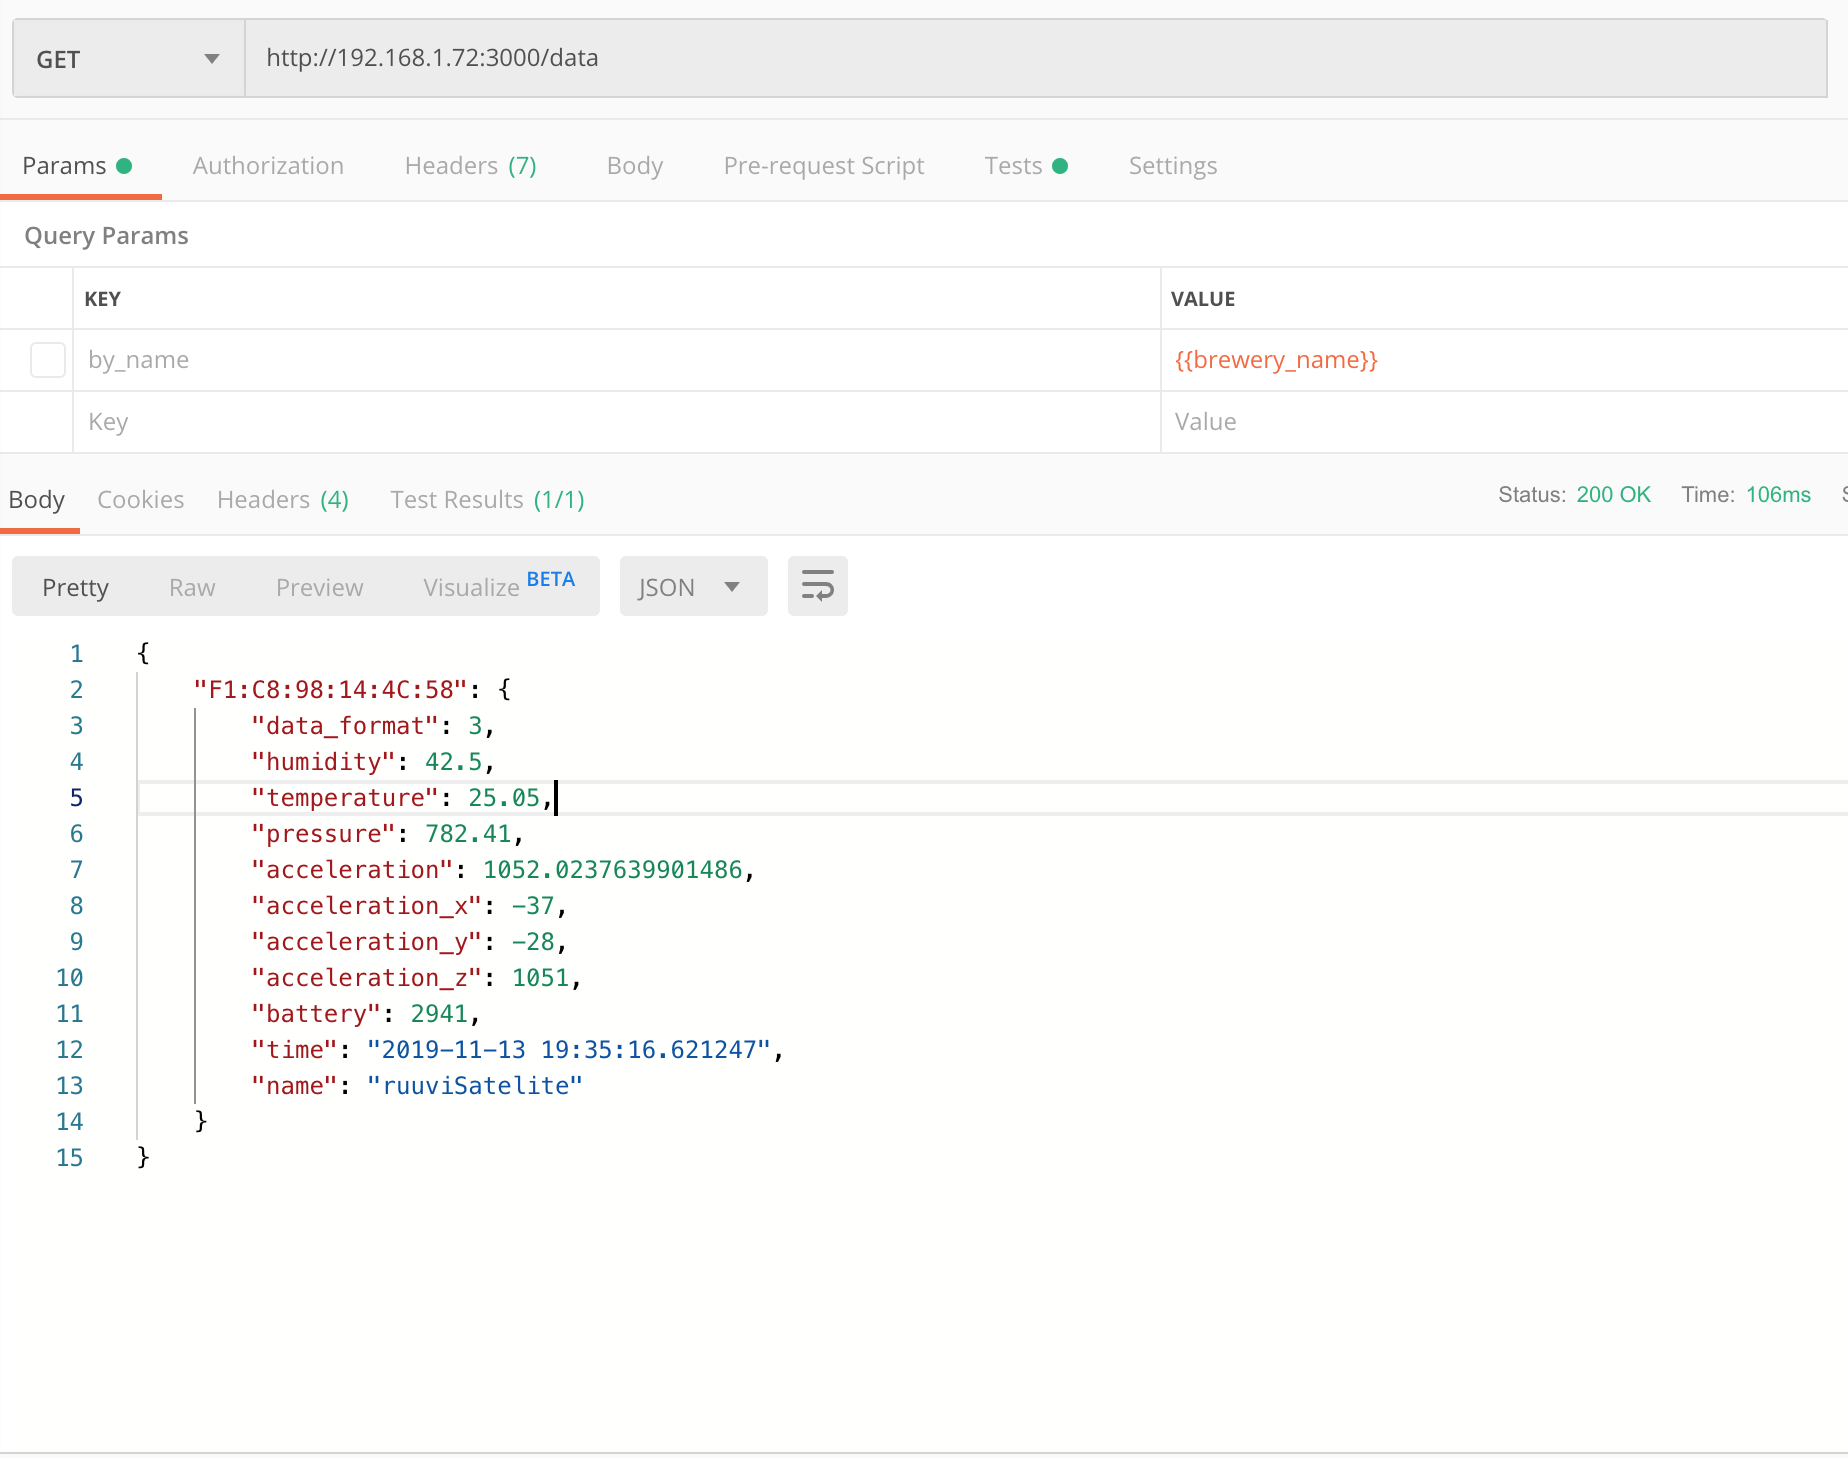 GET http://192.168.1.72:3000/data
Params Authorization Headers (7) Body Pre-request Script Tests Settings
Query Params
KEY VALUE
by_name {{brewery_name}}
Key Value
Body Cookies Headers (4) Test Results (1/1) Status: 200 OK Time: 106ms
Pretty Raw Preview Visualize BETA JSON
1 {
2 "F1:C8:98:14:4C:58": {
3 "data_format": 3,
4 "humidity": 42.5,
5 "temperature": 25.05,
6 "pressure": 782.41,
7 "acceleration": 1052.0237639901486,
8 "acceleration_x": -37,
9 "acceleration_y": -28,
10 "acceleration_z": 1051,
11 "battery": 2941,
12 "time": "2019-11-13 19:35:16.621247",
13 "name": "ruuviSatelite"
14 }
15 }